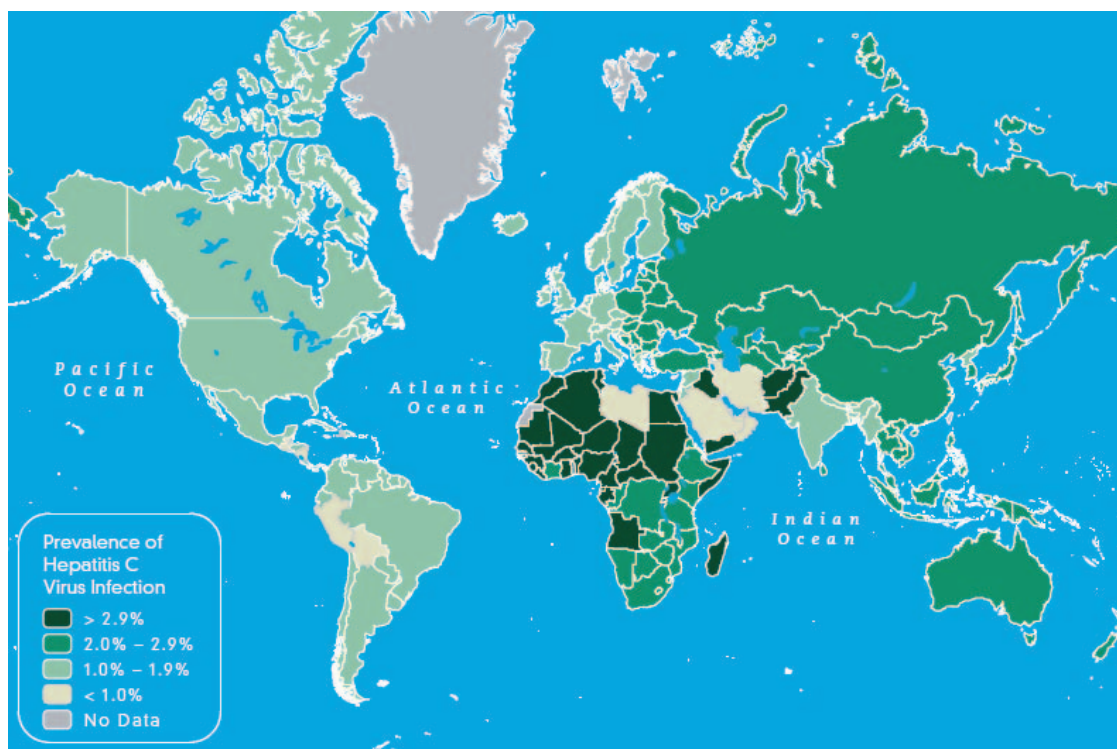 Pacific
Ocean
Atlantic
Ocean
Indian
Ocean
Prevalence of
Hepatitis C
Virus Infection
> 2.9%
2.0% – 2.9%
1.0% – 1.9%
< 1.0%
No Data